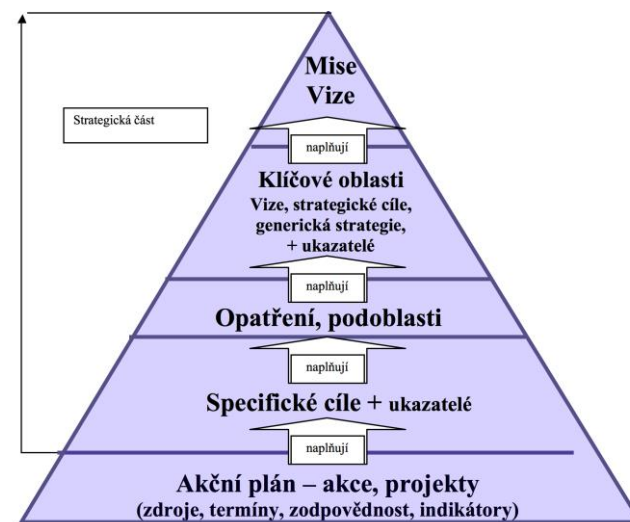 Mise
Vize
Strategická část
naplňují
Klíčové oblasti
Vize, strategické cíle,
generická strategie,
+ ukazatelé
naplňují
Opatření, podoblasti
naplňují
Specifické cíle + ukazatelé
naplňují
Akční plán – akce, projekty
(zdroje, termíny, zodpovědnost, indikátory)